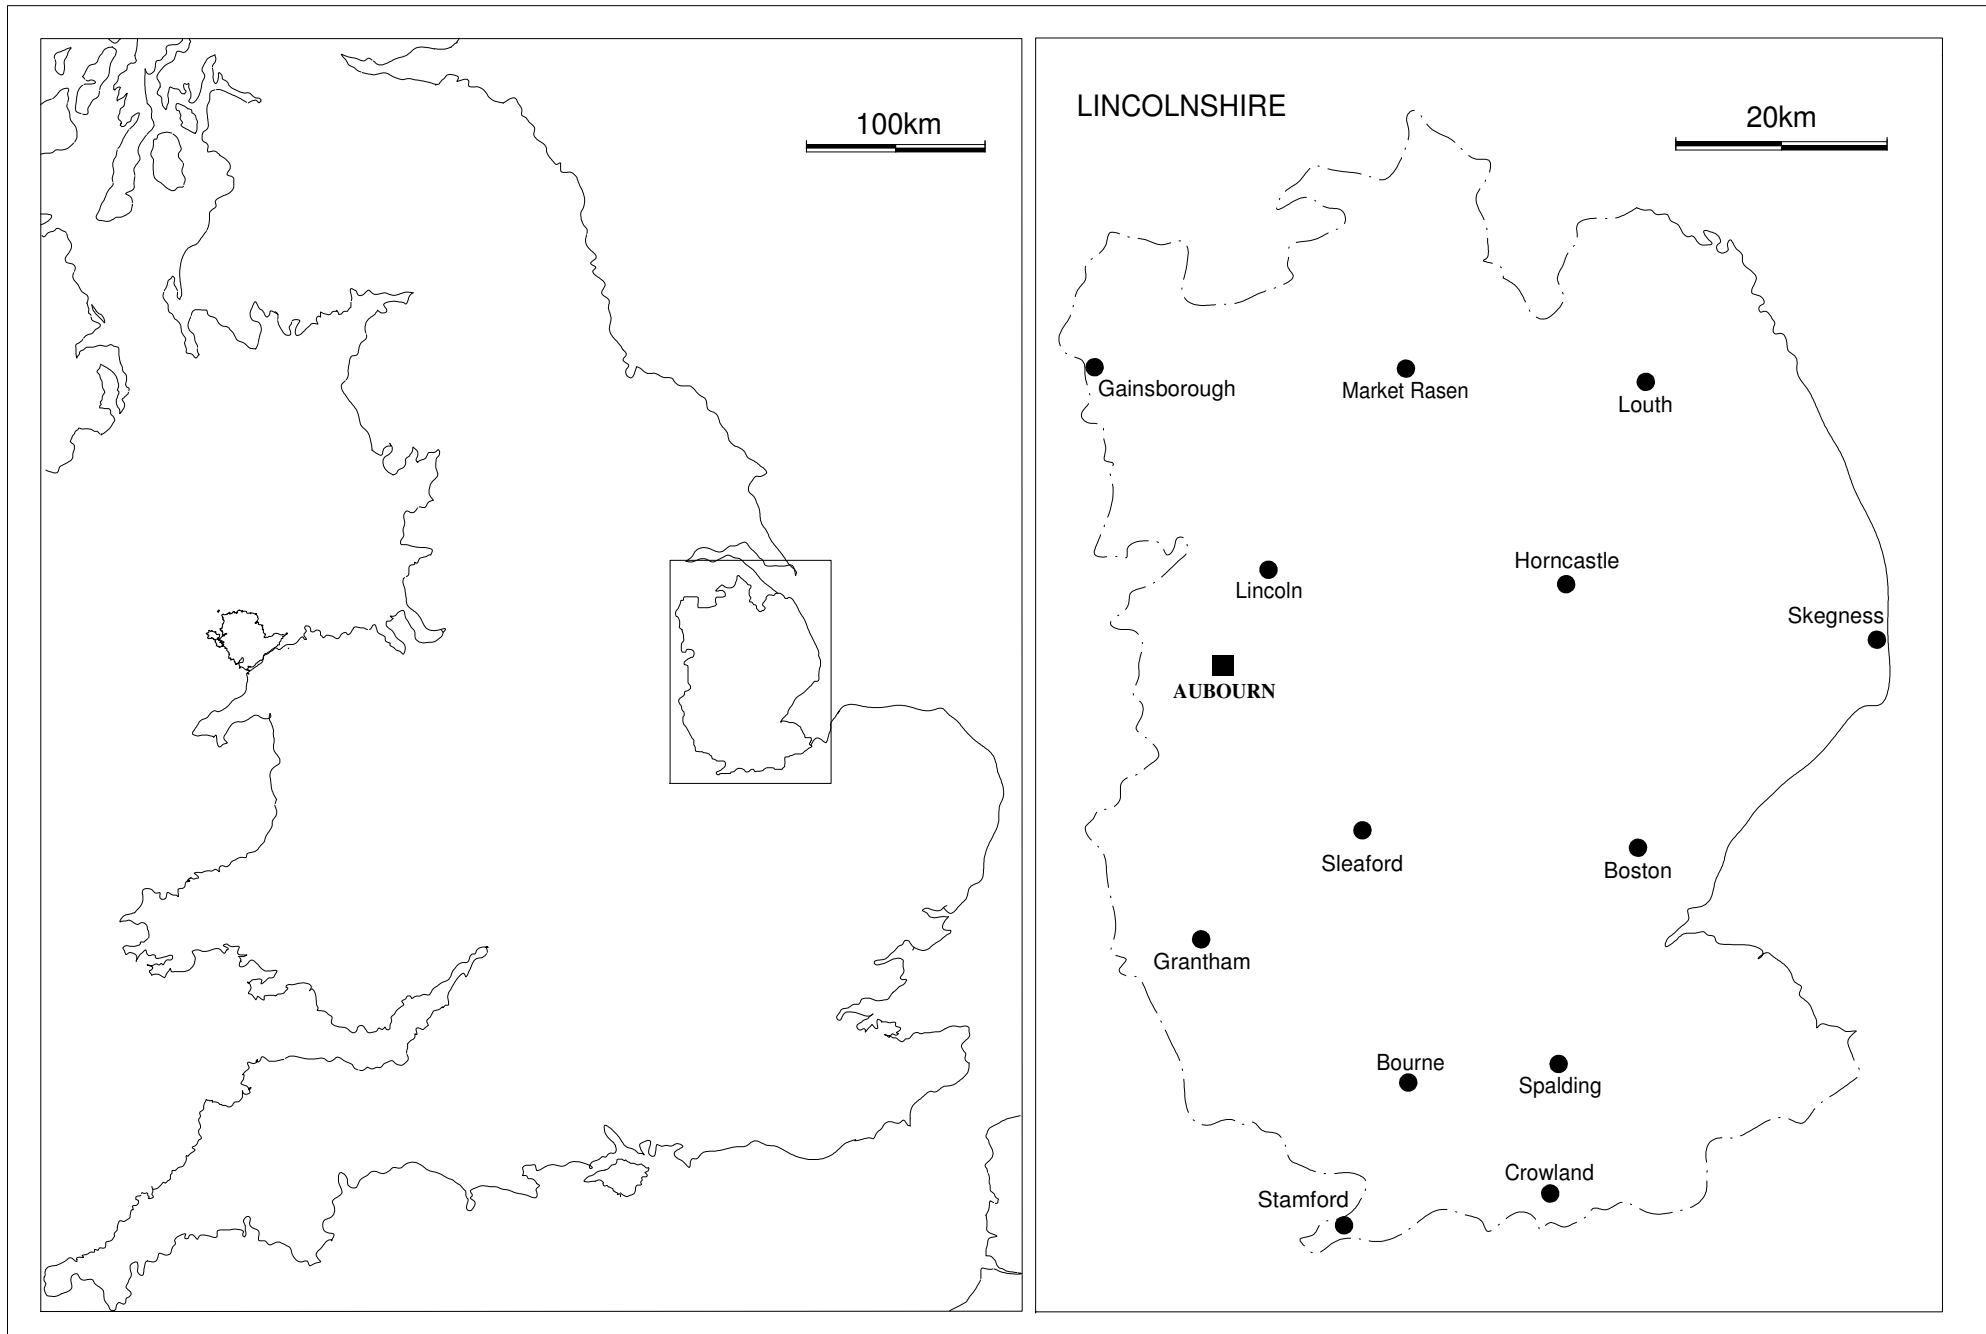 100km
LINCOLNSHIRE
20km
Gainsborough
Market Rasen
Louth
Lincoln
Horncastle
Skegness
AUBOURN
Sleaford
Boston
Grantham
Bourne
Spalding
Stamford
Crowland